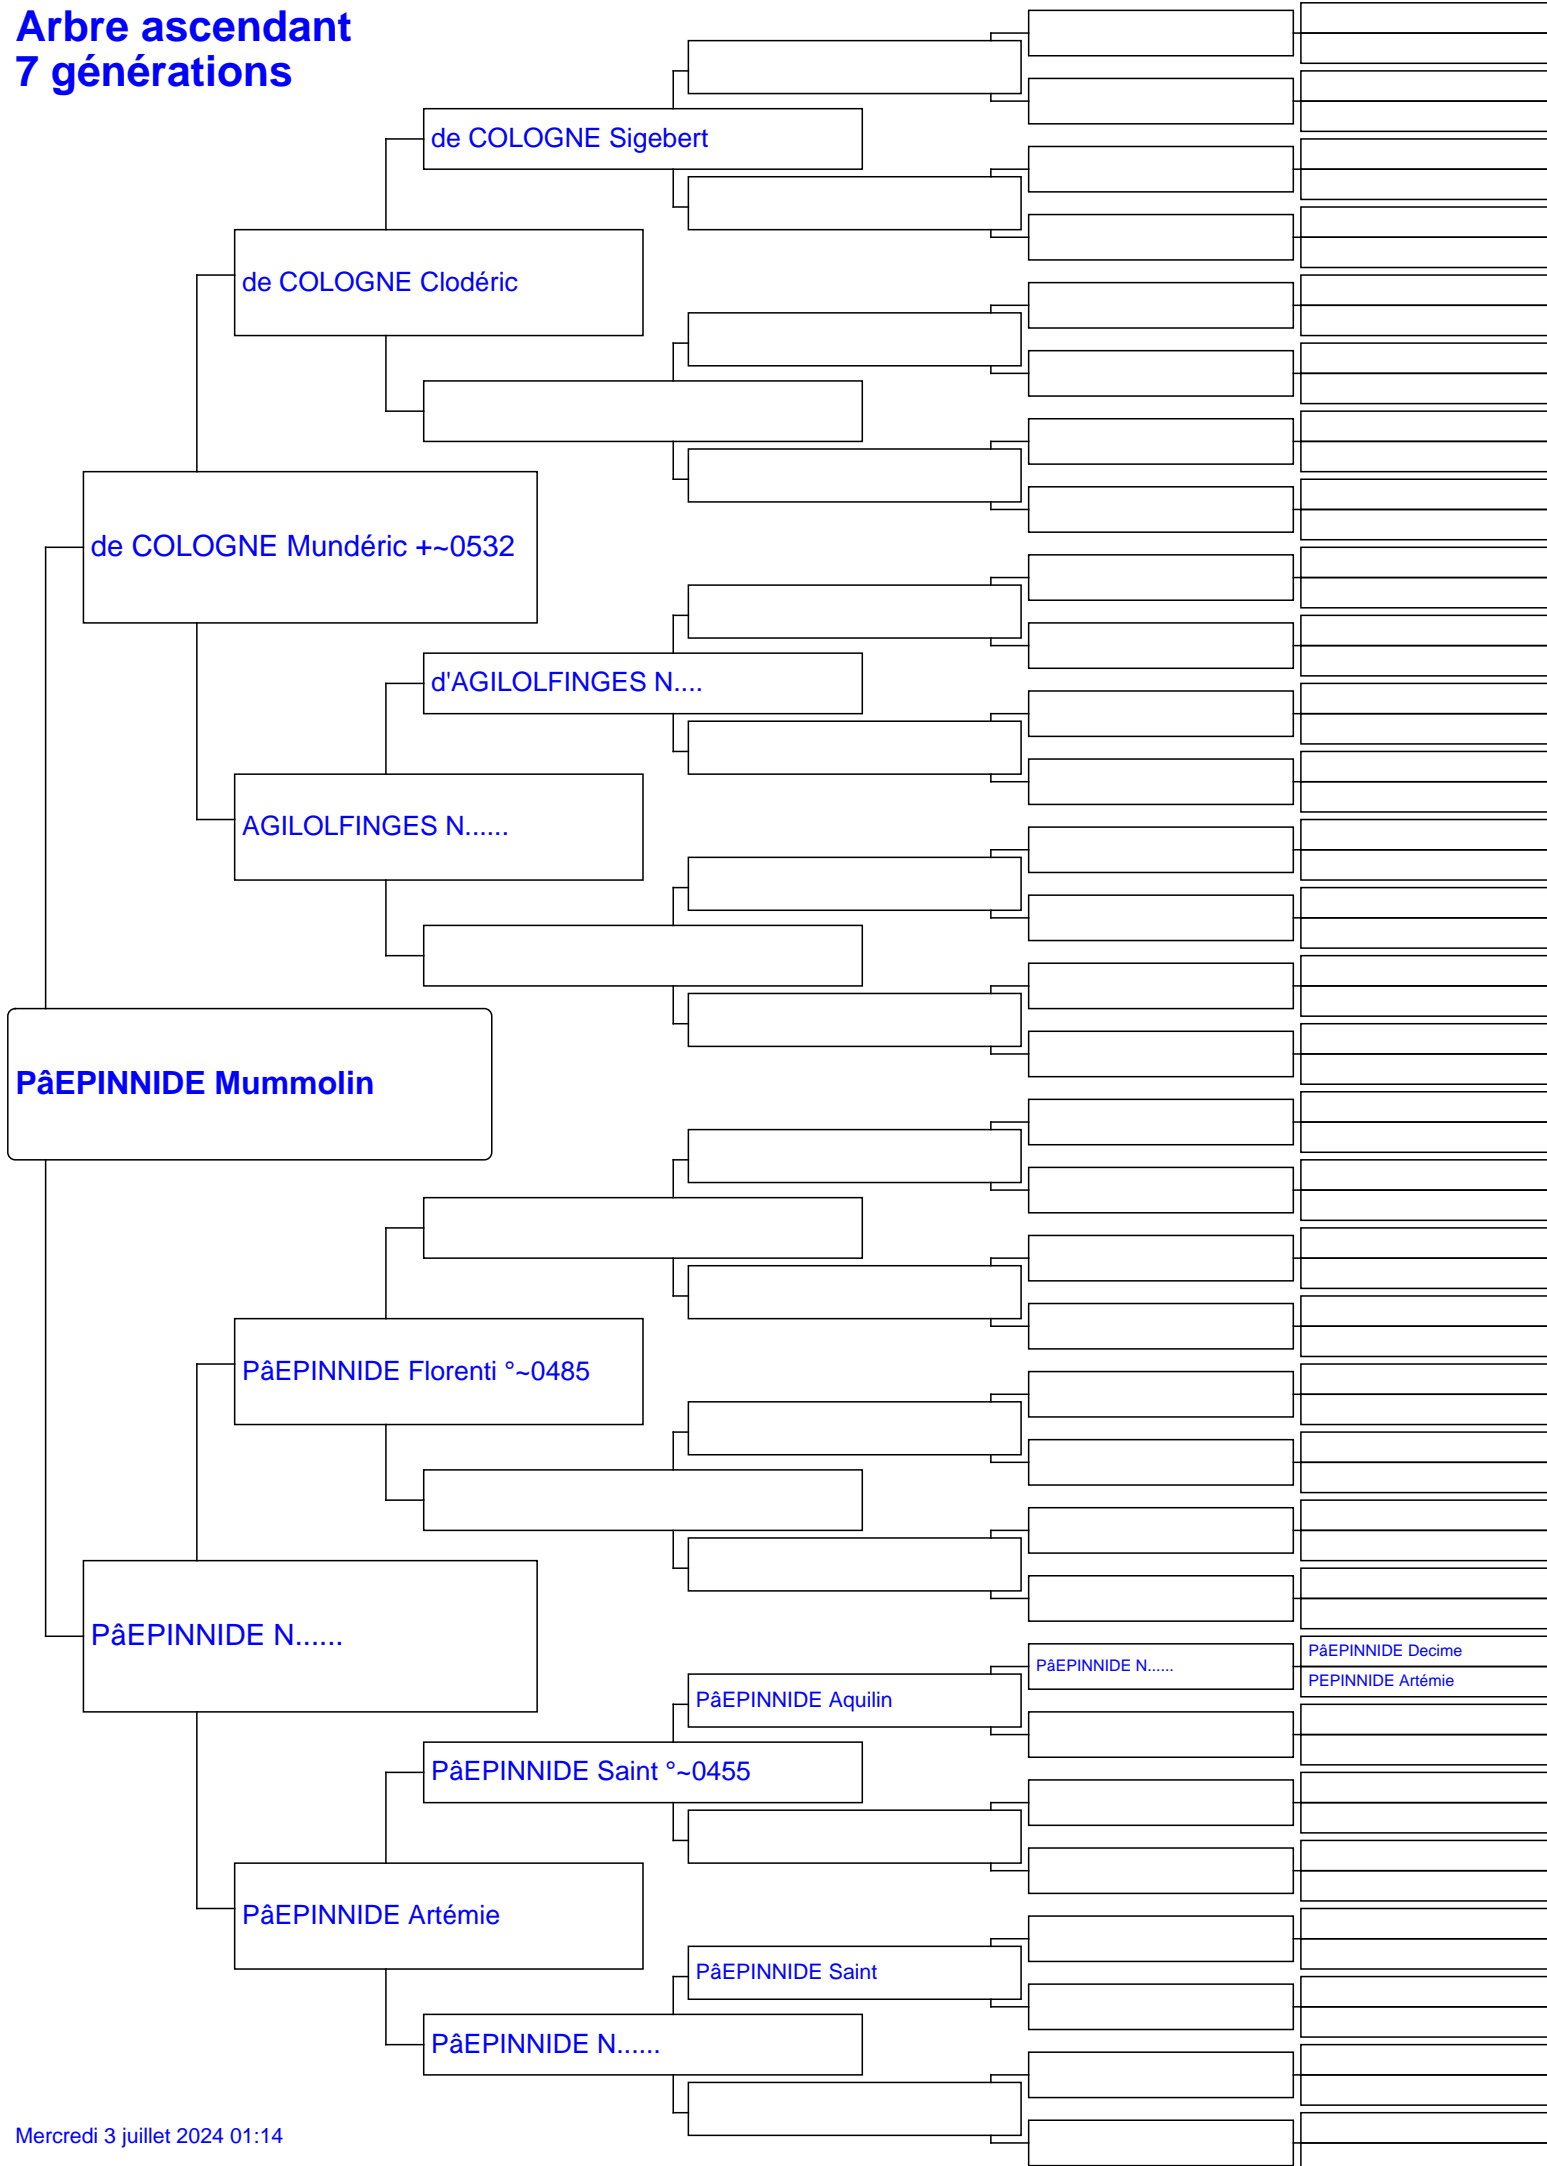 Arbre ascendant
7 générations
de COLOGNE Sigebert
de COLOGNE Clodéric
de COLOGNE Mundéric +~0532
d'AGILOLFINGES N....
AGILOLFINGES N......
PâEPINNIDE Mummolin
PâEPINNIDE Florenti °~0485
PâEPINNIDE N......
PâEPINNIDE N......
PâEPINNIDE Decime
PEPINNIDE Artémie
PâEPINNIDE Aquilin
PâEPINNIDE Saint °~0455
PâEPINNIDE Artémie
PâEPINNIDE Saint
PâEPINNIDE N......
Mercredi 3 juillet 2024 01:14